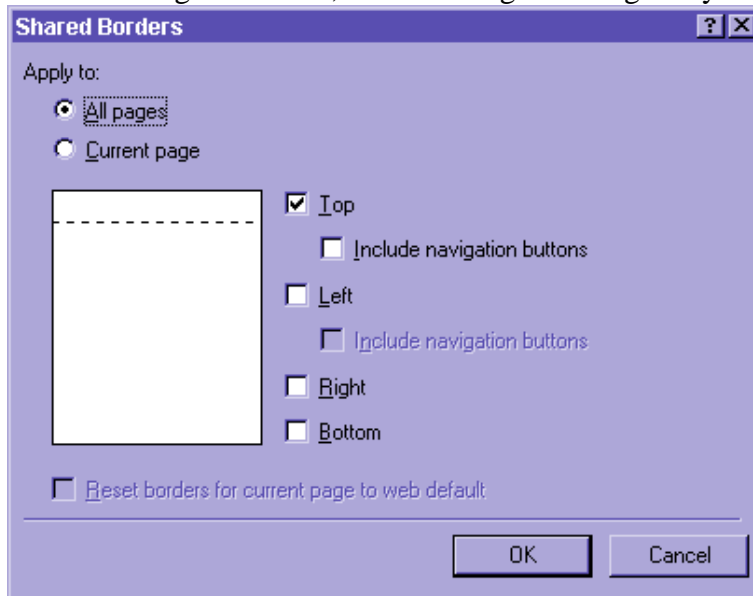 Shared Borders
Apply to:
All pages
Current page
Top
Include navigation buttons
Left
Include navigation buttons
Right
Bottom
Reset borders for current page to web default
OK Cancel